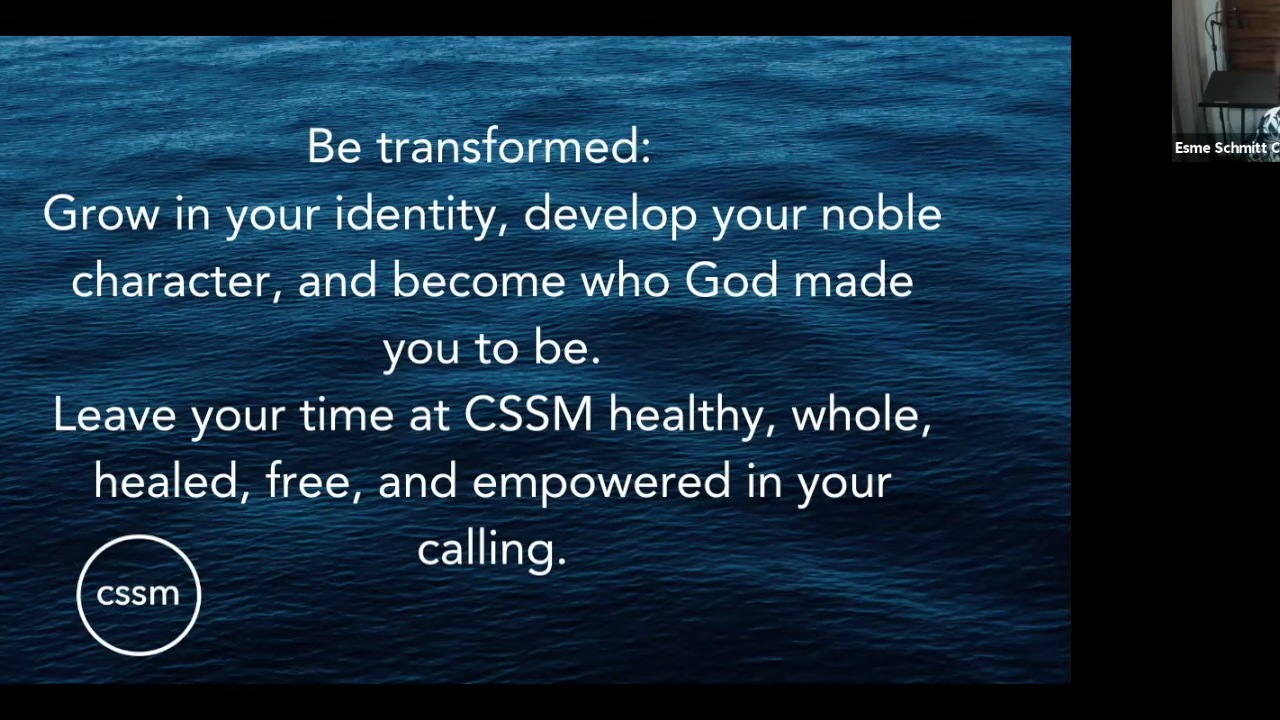 Be transformed:
Grow in your identity, develop your noble
character, and become who God made
you to be.
Leave your time at CSSM healthy, whole,
healed, free, and empowered in your
calling.
cssm
Esme Schmitt C